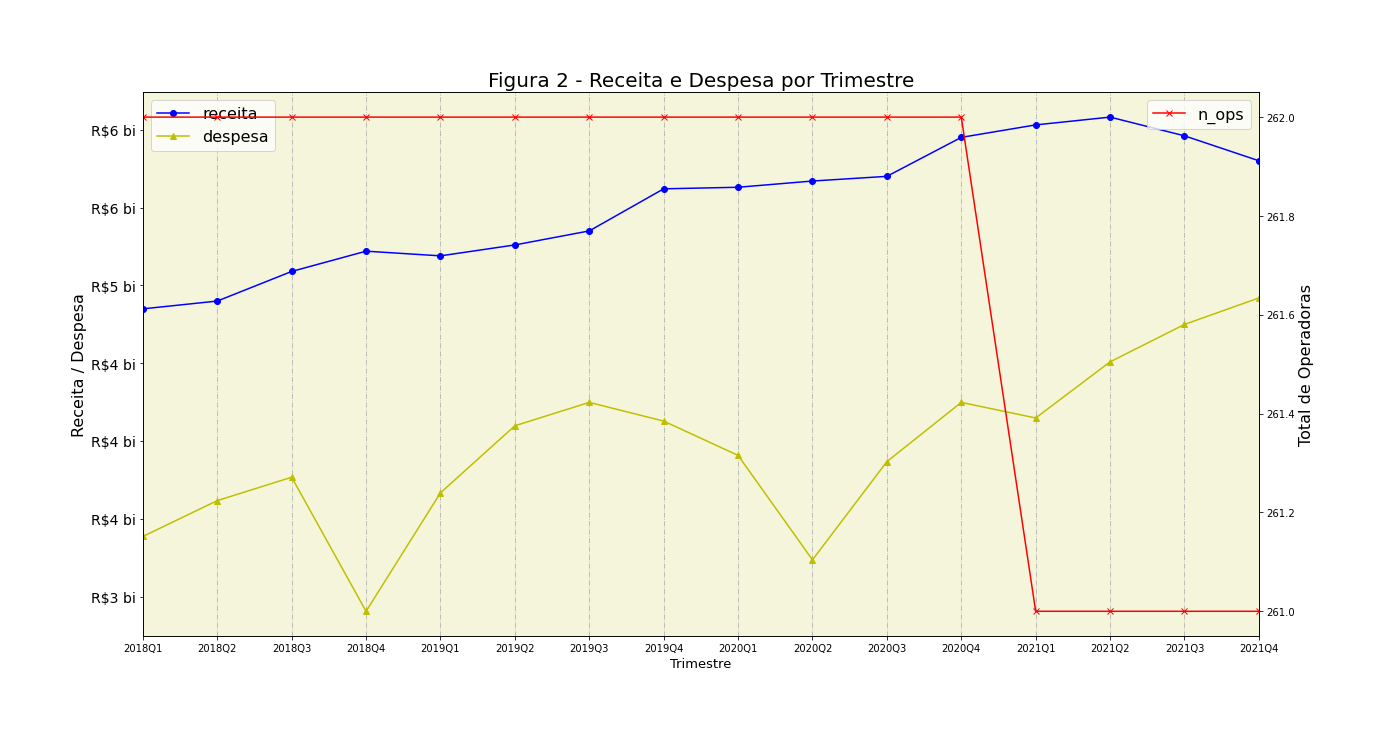 Figura 2 - Receita e Despesa por Trimestre
receita
despesa
n_ops
R$6 bi
R$6 bi
R$5 bi
R$4 bi
R$4 bi
R$4 bi
R$3 bi
Receita / Despesa
262.0
261.8
261.6
261.4
261.2
261.0
Total de Operadoras
2018Q1 2018Q2 2018Q3 2018Q4 2019Q1 2019Q2 2019Q3 2019Q4 2020Q1 2020Q2 2020Q3 2020Q4 2021Q1 2021Q2 2021Q3 2021Q4
Trimestre